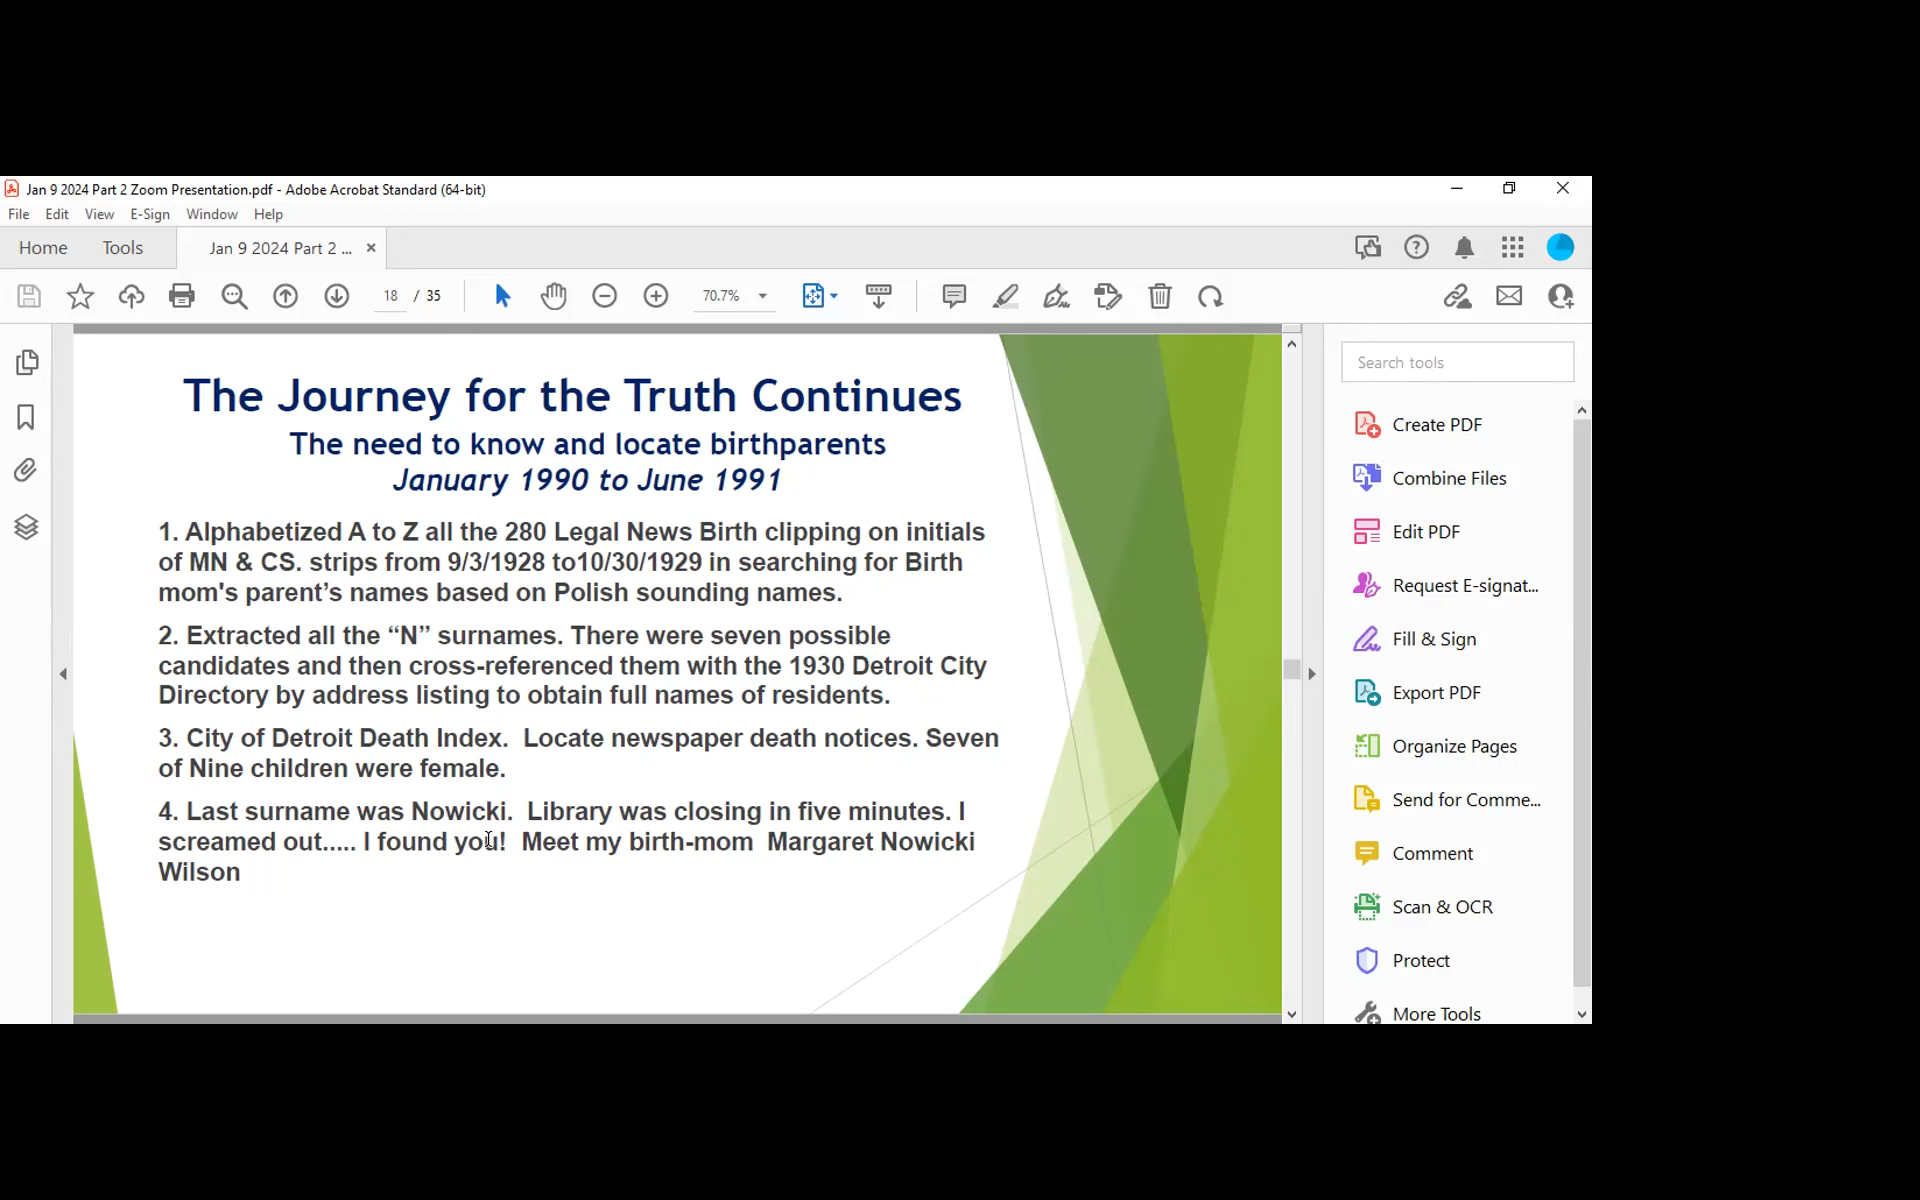 Jan 9 2024 Part 2 Zoom Presentation.pdf - Adobe Acrobat Standard (64-bit)
File Edit View E-Sign Window Help
Home Tools Jan 9 2024 Part 2 ... ×
18 / 35 70.7%
Search tools
The Journey for the Truth Continues
The need to know and locate birthparents
January 1990 to June 1991
1. Alphabetized A to Z all the 280 Legal News Birth clipping on initials
of MN & CS. strips from 9/3/1928 to10/30/1929 in searching for Birth
mom's parent’s names based on Polish sounding names.
2. Extracted all the “N” surnames. There were seven possible
candidates and then cross-referenced them with the 1930 Detroit City
Directory by address listing to obtain full names of residents.
3. City of Detroit Death Index. Locate newspaper death notices. Seven
of Nine children were female.
4. Last surname was Nowicki. Library was closing in five minutes. I
screamed out..... I found you! Meet my birth-mom Margaret Nowicki
Wilson
Create PDF
Combine Files
Edit PDF
Request E-signat...
Fill & Sign
Export PDF
Organize Pages
Send for Comme...
Comment
Scan & OCR
Protect
More Tools